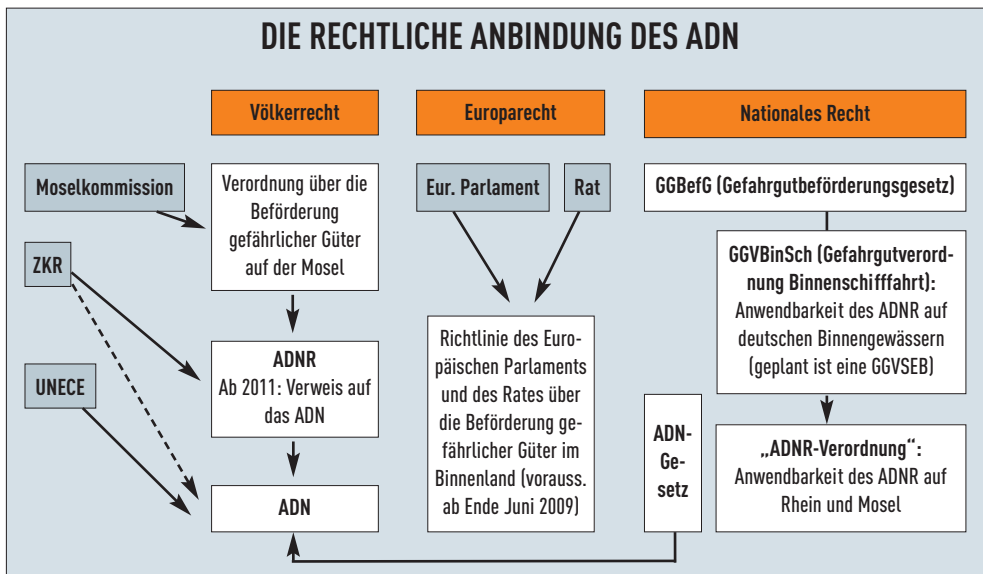 DIE RECHTLICHE ANBINDUNG DES ADN
Völkerrecht
Europarecht
Nationales Recht
Moselkommission
Verordnung über die
Beförderung
gefährlicher Güter
auf der Mosel
Eur. Parlament
Rat
GGBefG (Gefahrgutbeförderungsgesetz)
ZKR
GGVBinSch (Gefahrgutverord-
nung Binnenschifffahrt):
Anwendbarkeit des ADNR auf
deutschen Binnengewässern
(geplant ist eine GGVSEB)
UNECE
ADNR
Ab 2011: Verweis auf
das ADN
Richtlinie des Euro-
päischen Parlaments
und des Rates über
die Beförderung ge-
fährlicher Güter im
Binnenland (vorauss.
ab Ende Juni 2009)
ADN-
Ge-
setz
„ADNR-Verordnung“:
Anwendbarkeit des ADNR auf
Rhein und Mosel
ADN